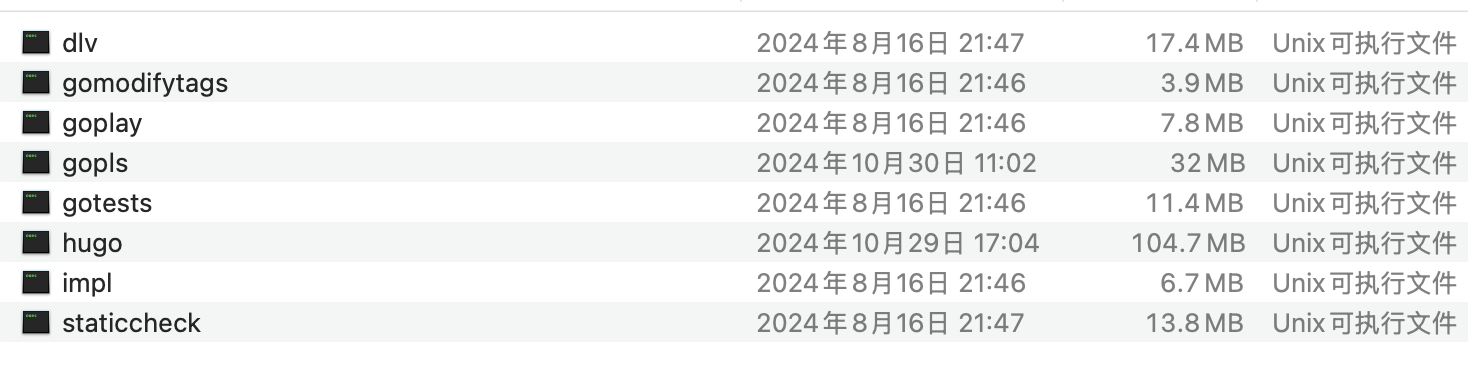 dlv 2024年8月16日 21:47 17.4 MB Unix可执行文件
gomodifytags 2024年8月16日 21:46 3.9 MB Unix可执行文件
goplay 2024年8月16日 21:46 7.8 MB Unix可执行文件
gopls 2024年10月30日 11:02 32 MB Unix可执行文件
gotests 2024年8月16日 21:46 11.4 MB Unix可执行文件
hugo 2024年10月29日 17:04 104.7 MB Unix可执行文件
impl 2024年8月16日 21:46 6.7 MB Unix可执行文件
staticcheck 2024年8月16日 21:47 13.8 MB Unix可执行文件